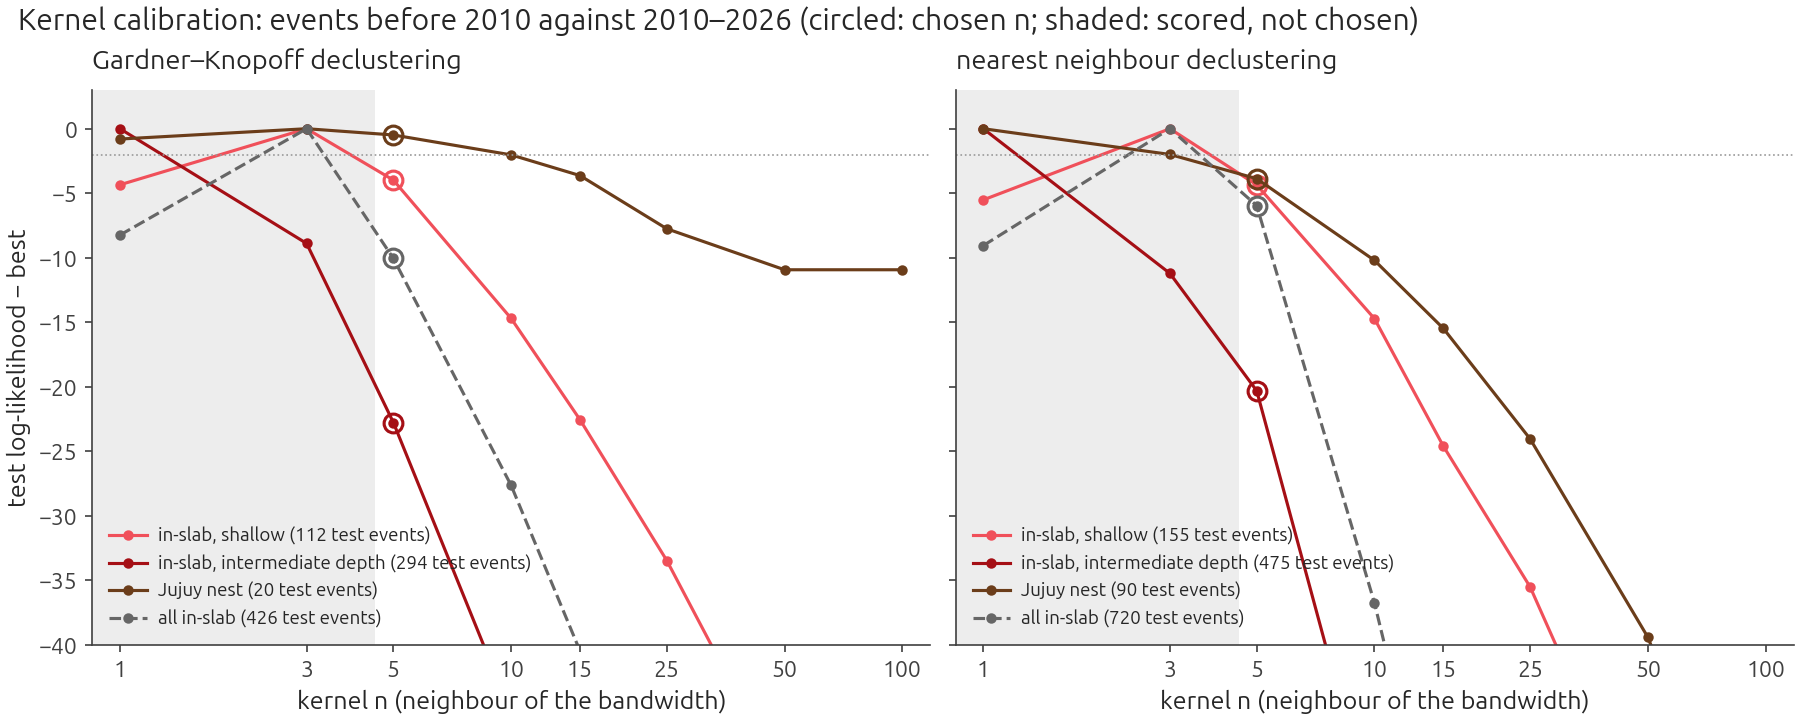 Kernel calibration: events before 2010 against 2010–2026 (circled: chosen n; shaded: scored, not chosen)
Gardner–Knopoff declustering
test log-likelihood − best
0
−5
−10
−15
−20
−25
−30
−35
−40
in-slab, shallow (112 test events)
in-slab, intermediate depth (294 test events)
Jujuy nest (20 test events)
all in-slab (426 test events)
1
3
5
10
15
25
50
100
kernel n (neighbour of the bandwidth)
nearest neighbour declustering
in-slab, shallow (155 test events)
in-slab, intermediate depth (475 test events)
Jujuy nest (90 test events)
all in-slab (720 test events)
1
3
5
10
15
25
50
100
kernel n (neighbour of the bandwidth)